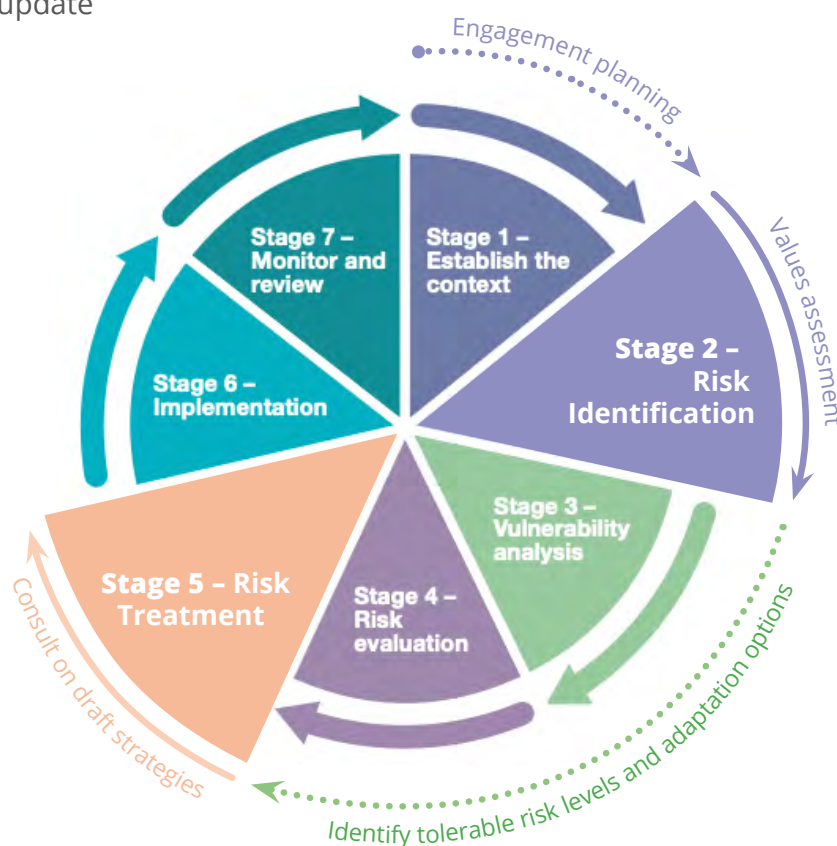 update
Engagement planning
Values assessment
Stage 7 –
Monitor and
review
Stage 1 –
Establish the
context
Stage 2 –
Risk
Identification
Stage 6 –
Implementation
Stage 3 –
Vulnerability
analysis
Stage 5 – Risk
Treatment
Stage 4 –
Risk
evaluation
Consult on draft strategies
Identify tolerable risk levels and adaptation options